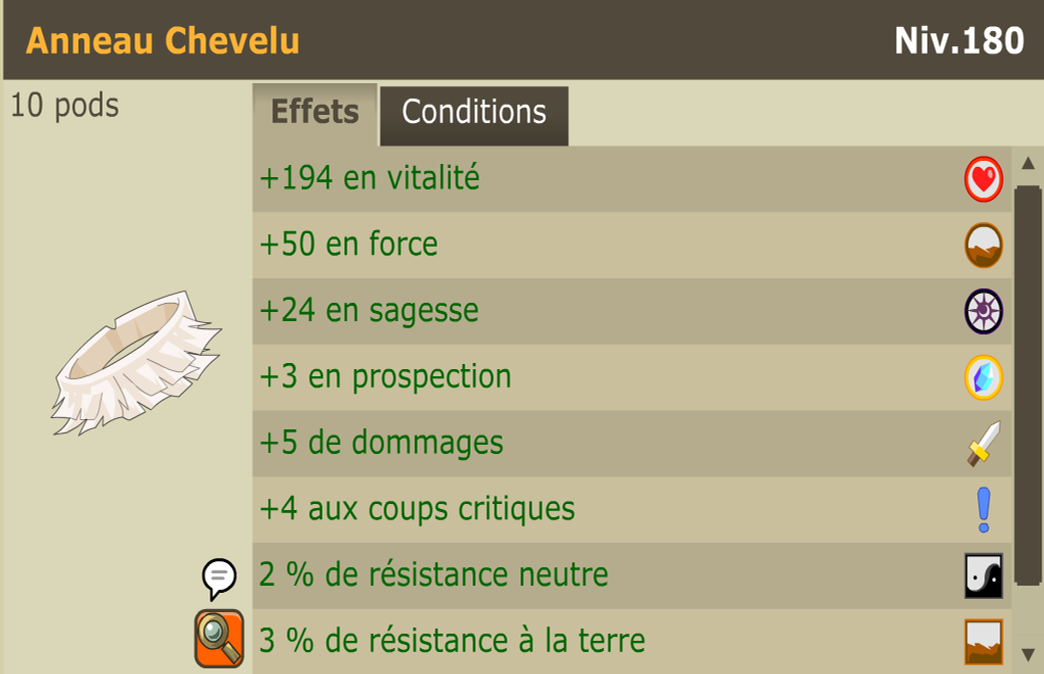 Anneau Chevelu
Niv.180
10 pods
Effets
Conditions
+194 en vitalité
+50 en force
+24 en sagesse
+3 en prospection
+5 de dommages
+4 aux coups critiques
2 % de résistance neutre
3 % de résistance à la terre